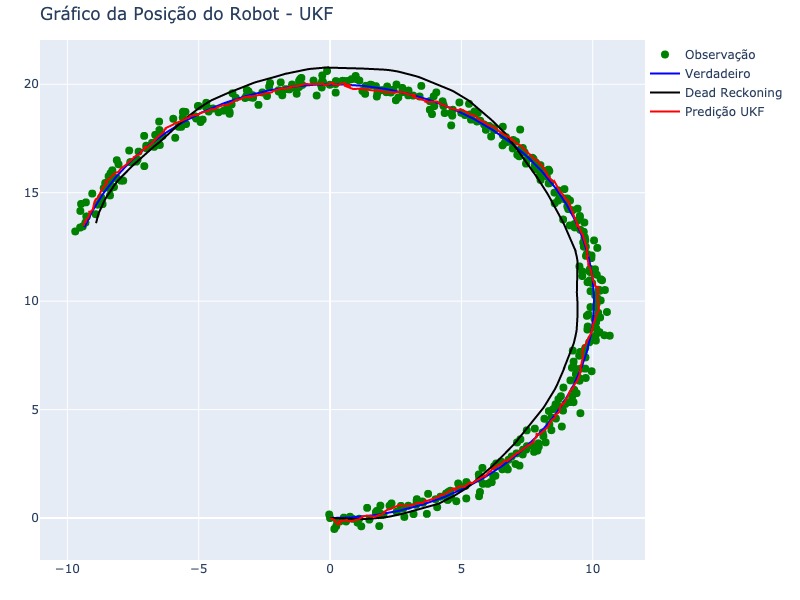 Gráfico da Posição do Robot - UKF
Observação
Verdadeiro
Dead Reckoning
Predição UKF
20
15
10
5
0
−10
−5
0
5
10